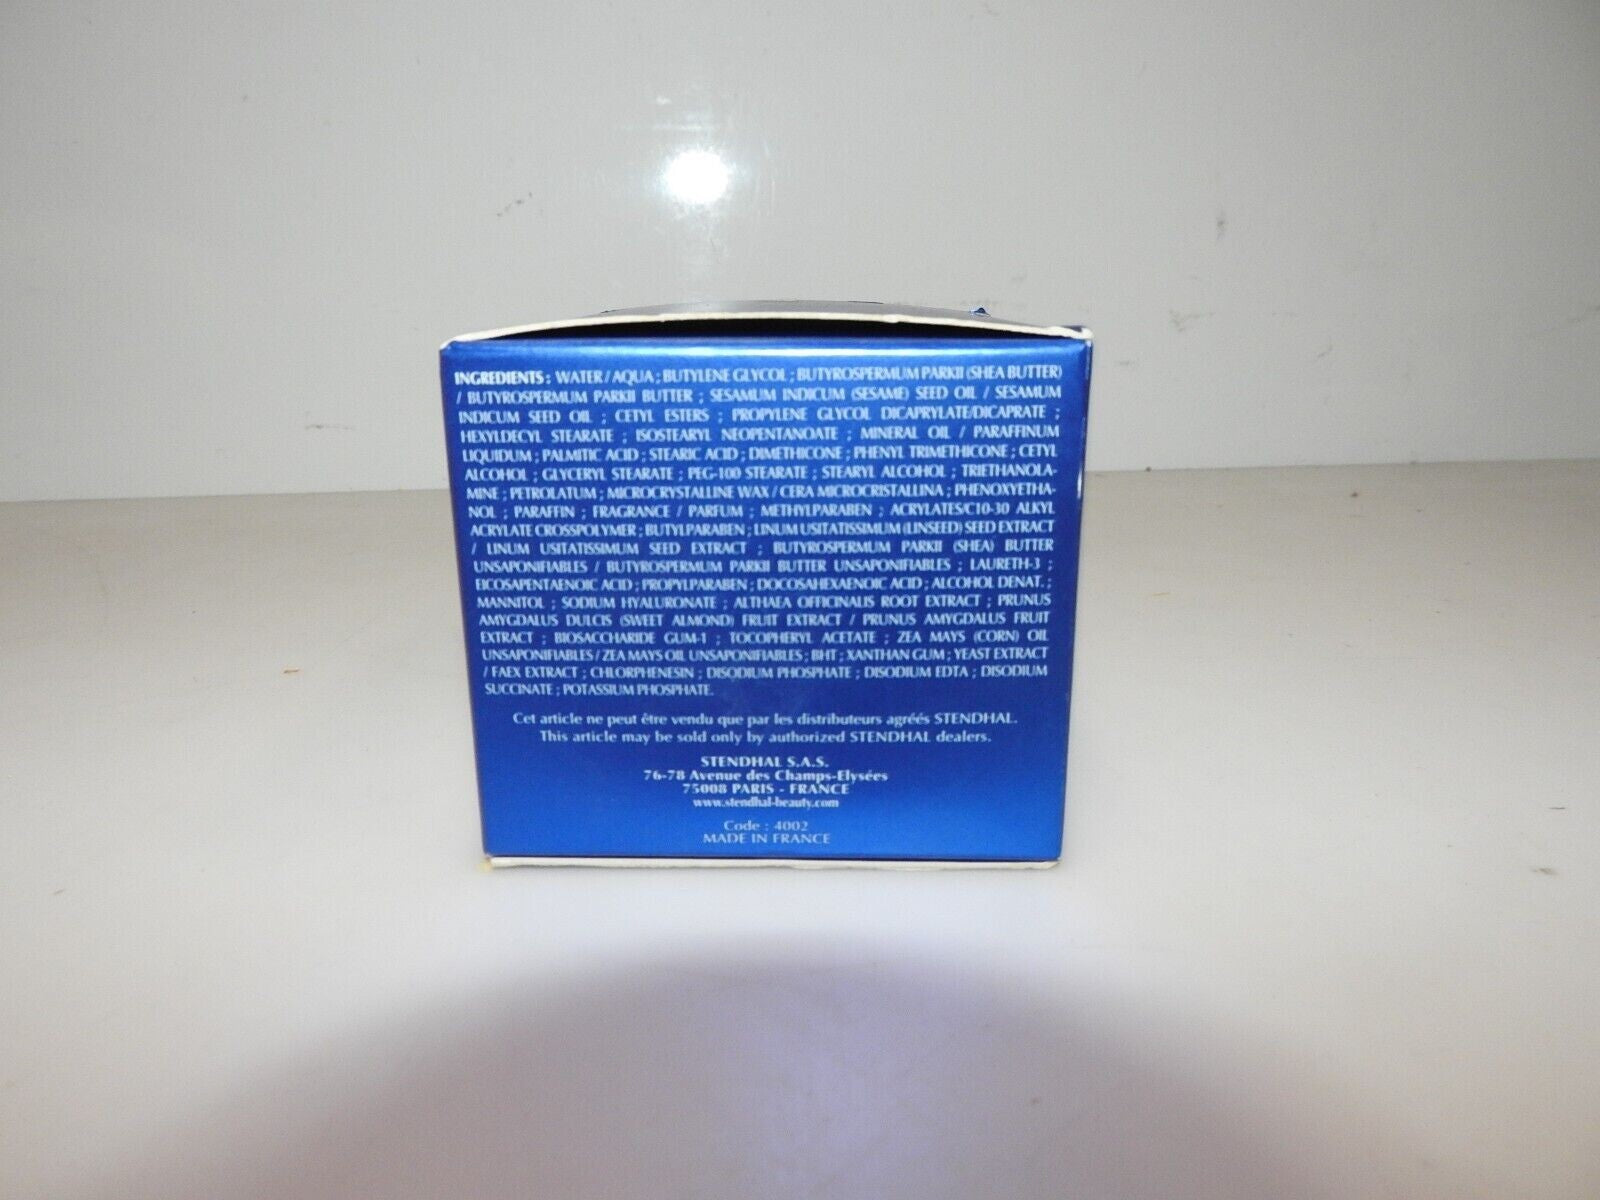 INGREDIENTS : WATER / AQUA ; BUTYLENE GLYCOL ; BUTYROSPERMUM PARKII (SHEA BUTTER)
/ BUTYROSPERMUM PARKII BUTTER ; SESAMUM INDICUM (SESAME) SEED OIL / SESAMUM
INDICUM SEED OIL ; CETYL ESTERS ; PROPYLENE GLYCOL DICAPRYLATE/DICAPRATE ;
HEXYLDECYL STEARATE ; ISOSTEARYL NEOPENTANOATE ; MINERAL OIL / PARAFFINUM
LIQUIDUM ; PALMITIC ACID ; STEARIC ACID ; DIMETHICONE ; PHENYL TRIMETHICONE ; CETYL
ALCOHOL ; GLYCERYL STEARATE ; PEG-100 STEARATE ; STEARYL ALCOHOL ; TRIETHANOLA-
MINE ; PETROLATUM ; MICROCRYSTALLINE WAX / CERA MICROCRISTALLINA ; PHENOXYETHA-
NOL ; PARAFFIN ; FRAGRANCE / PARFUM ; METHYLPARABEN ; ACRYLATES/C10-30 ALKYL
ACRYLATE CROSSPOLYMER ; BUTYLPARABEN ; LINUM USITATISSIMUM (LINSEED) SEED EXTRACT
/ LINUM USITATISSIMUM SEED EXTRACT ; BUTYROSPERMUM PARKII (SHEA) BUTTER
UNSAPONIFIABLES / BUTYROSPERMUM PARKII BUTTER UNSAPONIFIABLES ; LAURETH-3 ;
EICOSAPENTAENOIC ACID ; PROPYLPARABEN ; DOCOSAHEXAENOIC ACID ; ALCOHOL DENAT. ;
MANNITOL ; SODIUM HYALURONATE ; ALTHAEA OFFICINALIS ROOT EXTRACT ; PRUNUS
AMYGDALUS DULCIS (SWEET ALMOND) FRUIT EXTRACT / PRUNUS AMYGDALUS FRUIT
EXTRACT ; BIOSACCHARIDE GUM-1 ; TOCOPHERYL ACETATE ; ZEA MAYS (CORN) OIL
UNSAPONIFIABLES / ZEA MAYS OIL UNSAPONIFIABLES ; BHT ; XANTHAN GUM ; YEAST EXTRACT
/ FAEX EXTRACT ; CHLORPHENESIN ; DISODIUM PHOSPHATE ; DISODIUM EDTA ; DISODIUM
SUCCINATE ; POTASSIUM PHOSPHATE.
Cet article ne peut être vendu que par les distributeurs agréés STENDHAL.
This article may be sold only by authorized STENDHAL dealers.
STENDHAL S.A.S.
76-78 Avenue des Champs-Elysées
75008 PARIS - FRANCE
www.stendhal-beauty.com
Code : 4002
MADE IN FRANCE